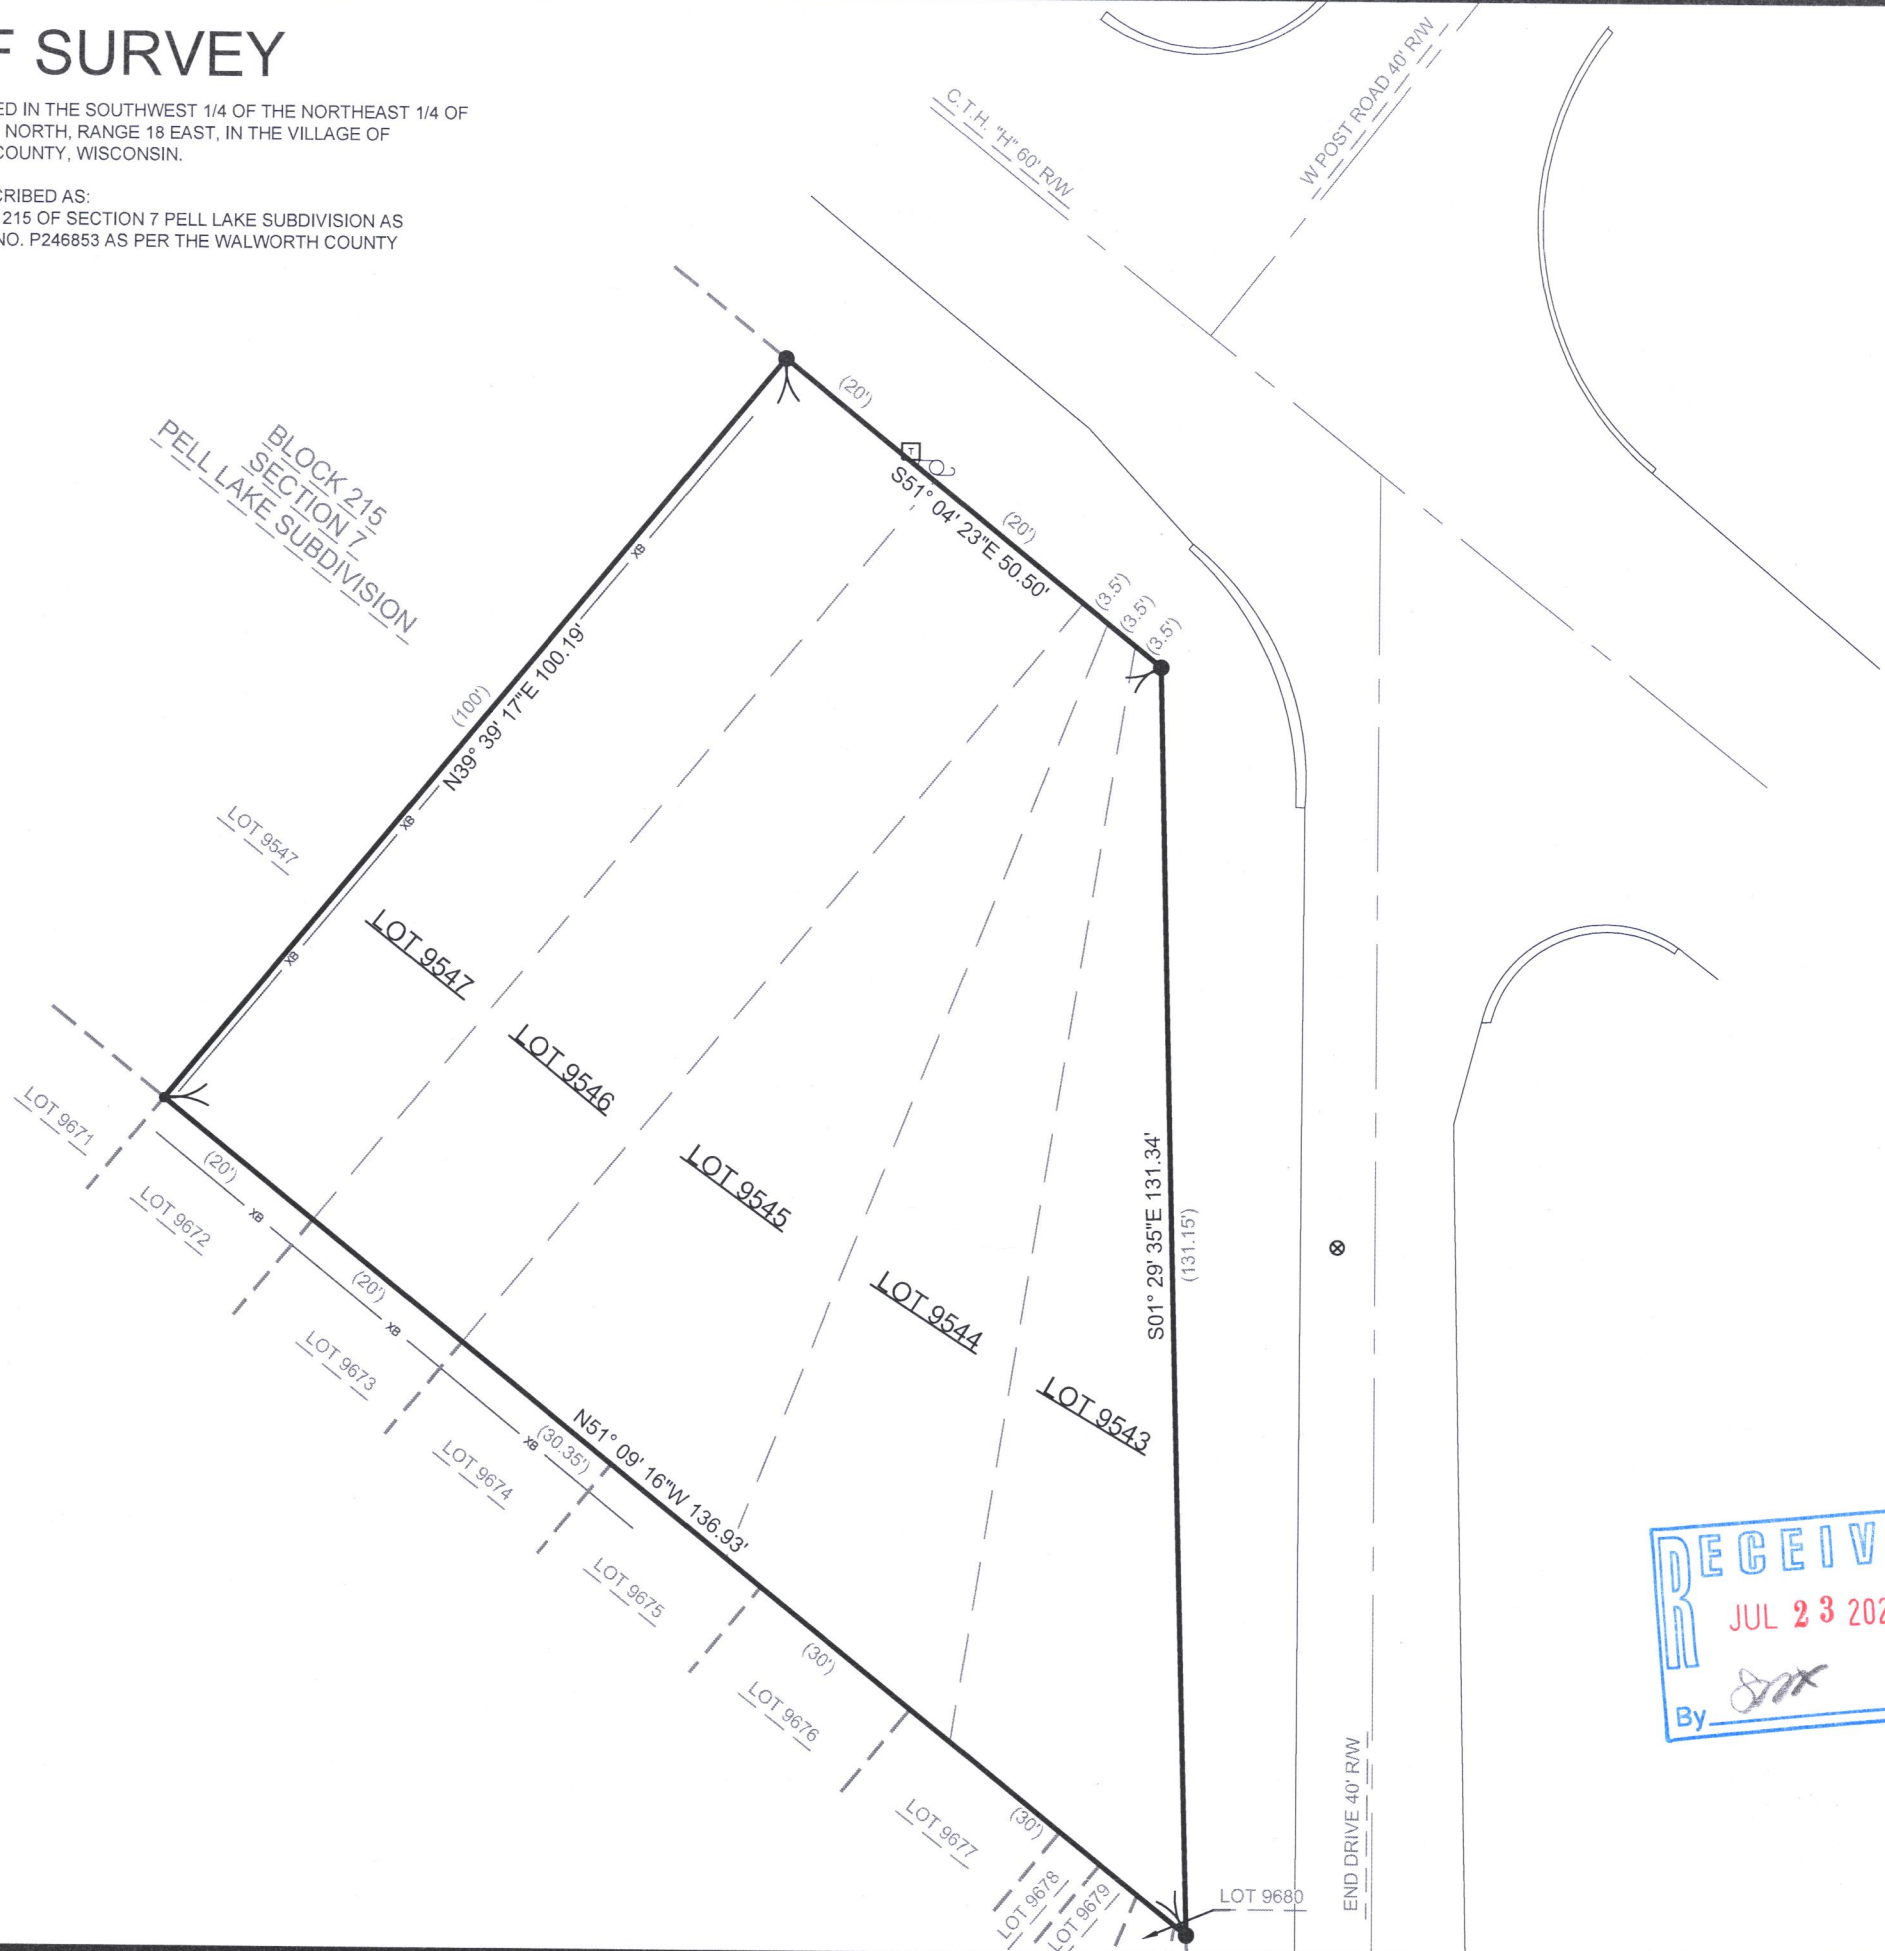 F SURVEY
ED IN THE SOUTHWEST 1/4 OF THE NORTHEAST 1/4 OF
NORTH, RANGE 18 EAST, IN THE VILLAGE OF
COUNTY, WISCONSIN.
CRIBED AS:
215 OF SECTION 7 PELL LAKE SUBDIVISION AS
NO. P246853 AS PER THE WALWORTH COUNTY
C.T.H. "H" 60' R/W
W POST ROAD 40' R/W
BLOCK 215
SECTION 7
PELL LAKE SUBDIVISION
(20')
T
S51° 04' 23"E 50.50'
(20')
(3.5')
(3.5')
(3.5')
XB
N39° 39' 17"E 100.19'
(100')
XB
XB
LOT 9547
LOT 9547
LOT 9546
LOT 9545
LOT 9544
LOT 9543
S01° 29' 35"E 131.34'
(131.15')
LOT 9671
(20')
LOT 9672
XB
(20')
LOT 9673
XB
N51° 09' 16"W 136.93'
(30.35')
XB
LOT 9674
LOT 9675
(30')
LOT 9676
(30')
LOT 9677
LOT 9678
LOT 9679
LOT 9680
END DRIVE 40' R/W
RECEIV
JUL 23 202
By